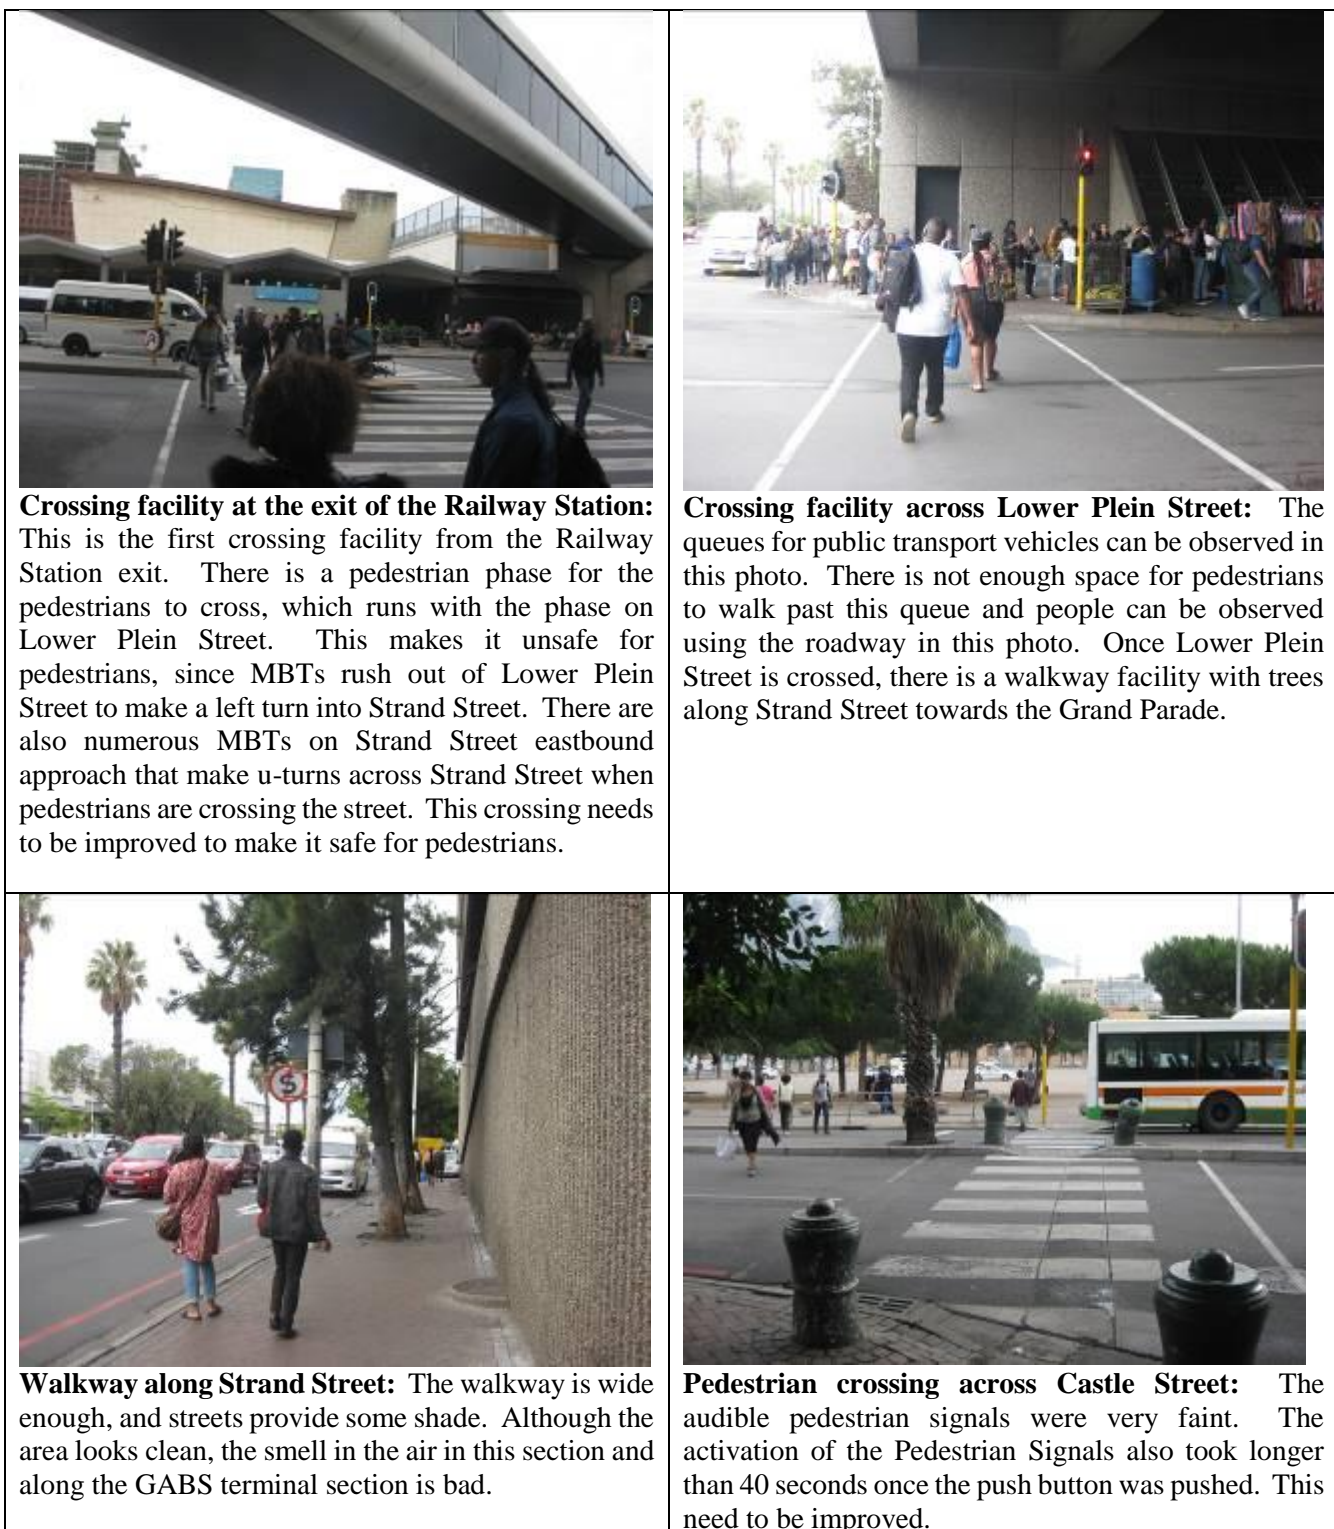 Crossing facility at the exit of the Railway Station:
This is the first crossing facility from the Railway
Station exit. There is a pedestrian phase for the
pedestrians to cross, which runs with the phase on
Lower Plein Street. This makes it unsafe for
pedestrians, since MBTs rush out of Lower Plein
Street to make a left turn into Strand Street. There are
also numerous MBTs on Strand Street eastbound
approach that make u-turns across Strand Street when
pedestrians are crossing the street. This crossing needs
to be improved to make it safe for pedestrians.
Crossing facility across Lower Plein Street: The
queues for public transport vehicles can be observed in
this photo. There is not enough space for pedestrians
to walk past this queue and people can be observed
using the roadway in this photo. Once Lower Plein
Street is crossed, there is a walkway facility with trees
along Strand Street towards the Grand Parade.
Walkway along Strand Street: The walkway is wide
enough, and streets provide some shade. Although the
area looks clean, the smell in the air in this section and
along the GABS terminal section is bad.
Pedestrian crossing across Castle Street: The
audible pedestrian signals were very faint. The
activation of the Pedestrian Signals also took longer
than 40 seconds once the push button was pushed. This
need to be improved.